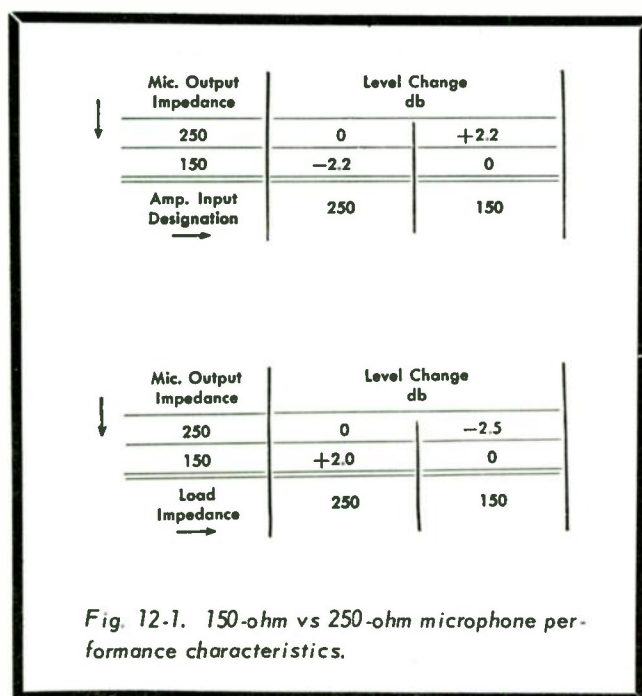 Mic. Output Level Change
Impedance db
250 0 +2.2
150 −2.2 0
Amp. Input
Designation 250 150
Mic. Output Level Change
Impedance db
250 0 −2.5
150 +2.0 0
Load
Impedance 250 150
Fig. 12-1. 150-ohm vs 250-ohm microphone per-
formance characteristics.